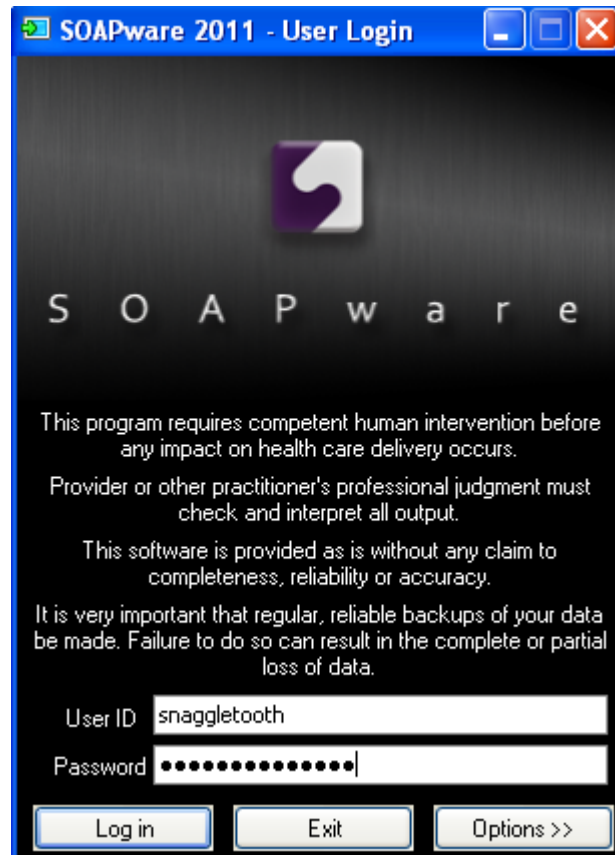 SOAPware 2011 - User Login
SOAPware
This program requires competent human intervention before
any impact on health care delivery occurs.
Provider or other practitioner's professional judgment must
check and interpret all output.
This software is provided as is without any claim to
completeness, reliability or accuracy.
It is very important that regular, reliable backups of your data
be made. Failure to do so can result in the complete or partial
loss of data.
User ID snaggletooth
Password ••••••••••••••
Log in Exit Options >>